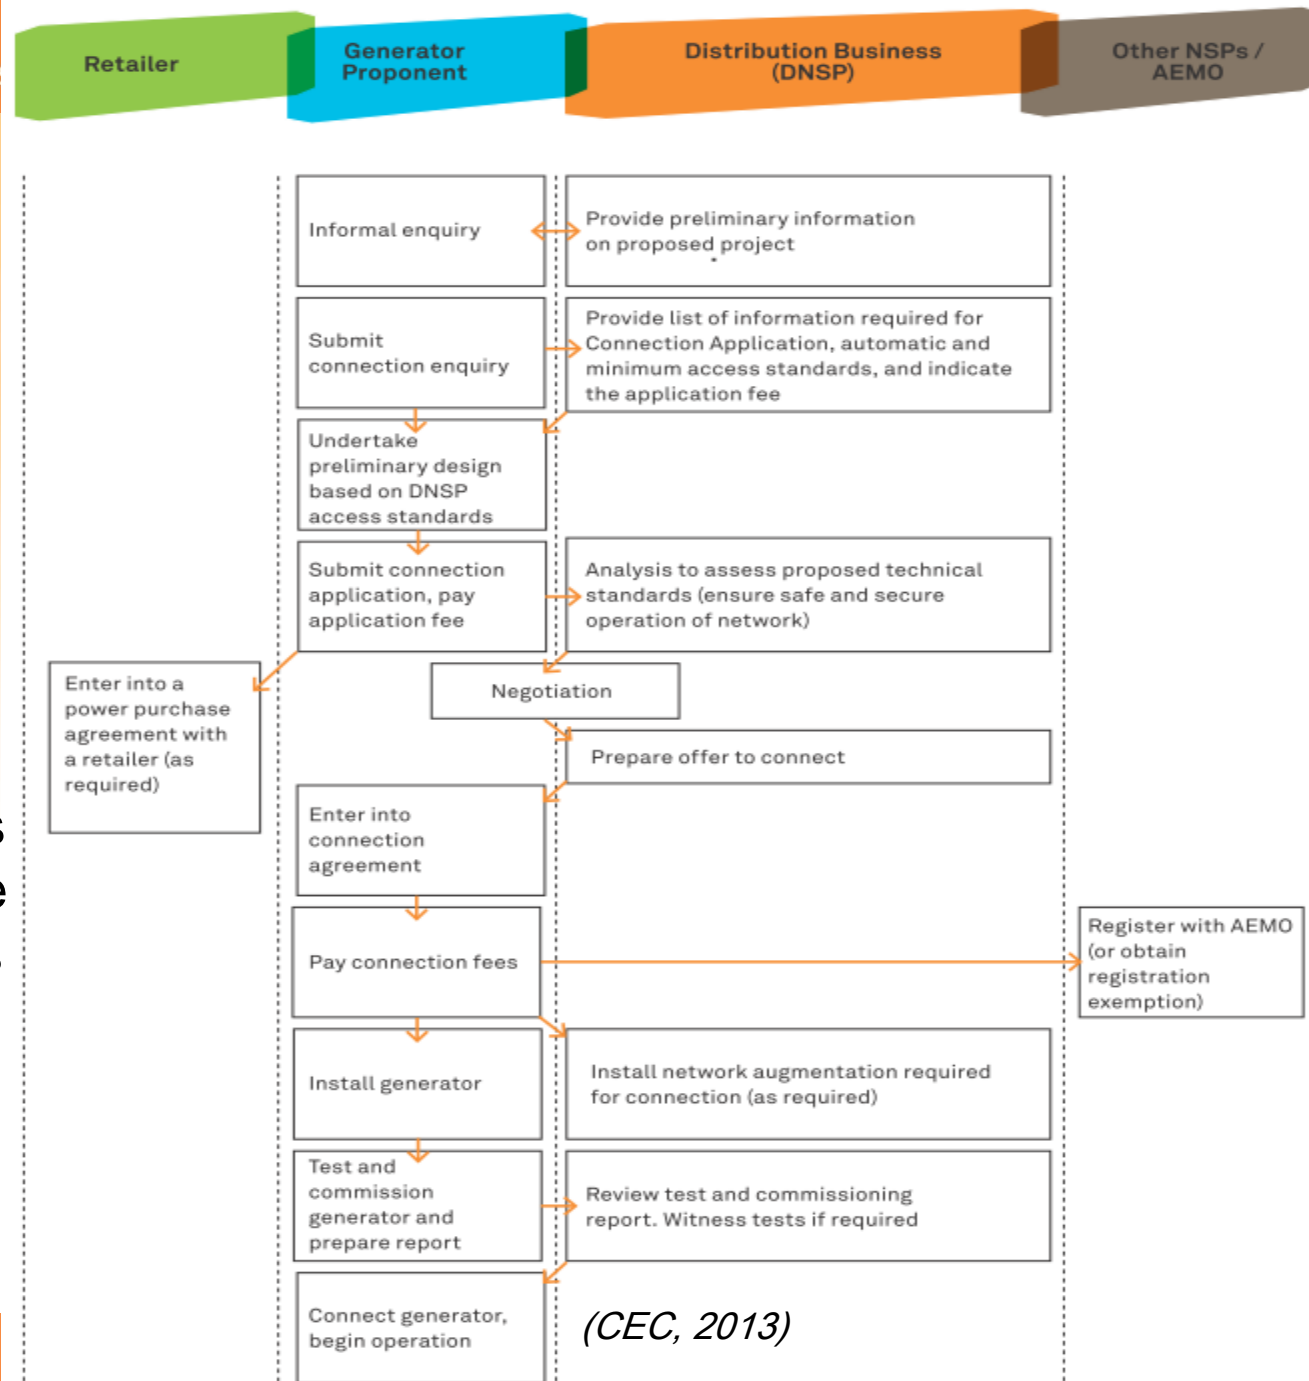 Retailer
Generator
Proponent
Distribution Business
(DNSP)
Other NSPs /
AEMO
Informal enquiry
Provide preliminary information
on proposed project
Submit
connection enquiry
Provide list of information required for
Connection Application, automatic and
minimum access standards, and indicate
the application fee
Undertake
preliminary design
based on DNSP
access standards
Submit connection
application, pay
application fee
Analysis to assess proposed technical
standards (ensure safe and secure
operation of network)
Enter into a
power purchase
agreement with
a retailer (as
required)
Negotiation
Prepare offer to connect
Enter into
connection
agreement
Pay connection fees
Register with AEMO
(or obtain
registration
exemption)
Install generator
Install network augmentation required
for connection (as required)
Test and
commission
generator and
prepare report
Review test and commissioning
report. Witness tests if required
Connect generator,
begin operation
(CEC, 2013)